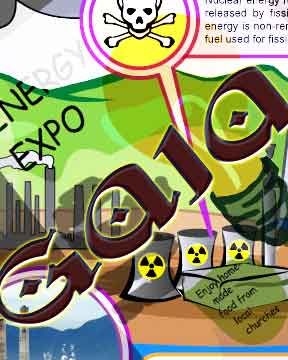 Nuclear energy
released by fissi
energy is non-re
fuel used for fissi
ENERGY
ENERGY
EXPO
Gaia
Enjoy home
made
food from
local
churches